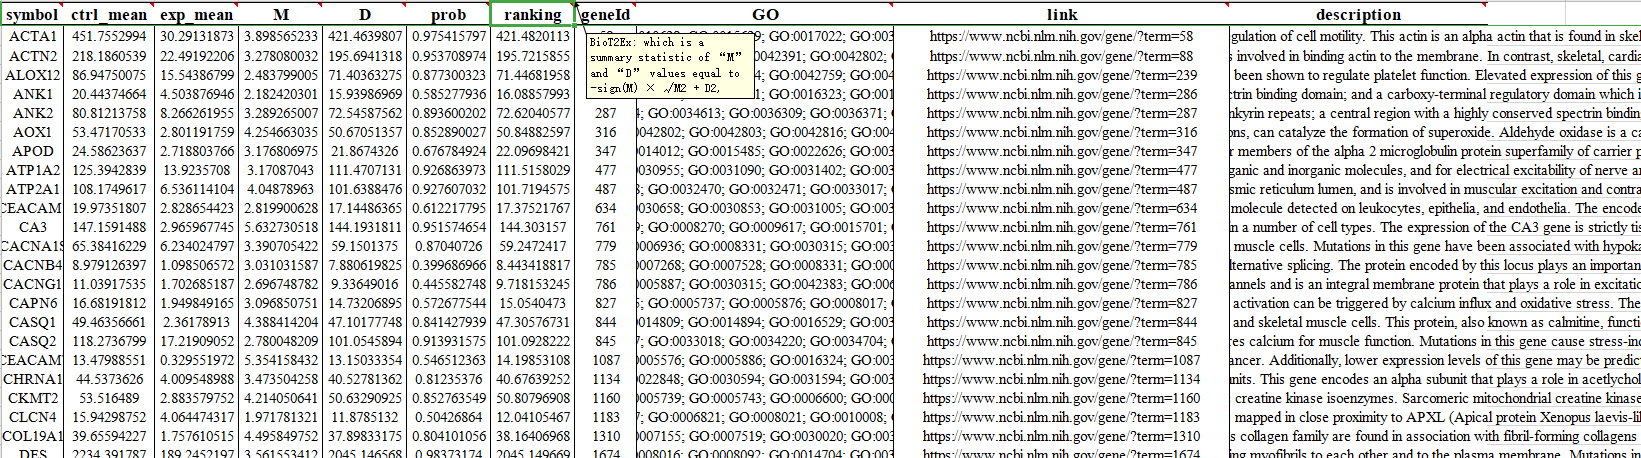 symbol ctrl_mean exp_mean M D prob ranking geneId GO link description
ACTA1 451.7552994 30.29131873 3.898565233 421.4639807 0.975415797 421.4820113 https://www.ncbi.nlm.nih.gov/gene/?term=58 gulation of cell motility. This actin is an alpha actin that is found in skel
BioT2Ex: which is a
summary statistic of “M”
and “D” values equal to
-sign(M) × √M2 + D2,
ACTN2 218.1860539 22.49192206 3.278080232 195.6941318 0.953708974 195.7215855 0042391; GO:0042802; https://www.ncbi.nlm.nih.gov/gene/?term=88 involved in binding actin to the membrane. In contrast, skeletal, cardia
ALOX12 86.94750075 15.54386799 2.483799005 71.40363275 0.877300323 71.44681958 GO:0042759; GO:004 https://www.ncbi.nlm.nih.gov/gene/?term=239 been shown to regulate platelet function. Elevated expression of this g
ANK1 20.44374664 4.503876946 2.182420301 15.93986969 0.585277936 16.08857993 00016323; GO:001 https://www.ncbi.nlm.nih.gov/gene/?term=286 ctrin binding domain; and a carboxy-terminal regulatory domain which i
ANK2 80.81213758 8.266261955 3.289265007 72.54587562 0.893600202 72.62040577 287 ; GO:0034613; GO:0036309; GO:0036371; https://www.ncbi.nlm.nih.gov/gene/?term=287 nkyrin repeats; a central region with a highly conserved spectrin bindin
AOX1 53.47170533 2.801191759 4.254663035 50.67051357 0.852890027 50.84882597 316 0042802; GO:0042803; GO:0042816; GO:004 https://www.ncbi.nlm.nih.gov/gene/?term=316 ons, can catalyze the formation of superoxide. Aldehyde oxidase is a ca
APOD 24.58623637 2.718803766 3.176806975 21.8674326 0.676784924 22.09698421 347 0014012; GO:0015485; GO:0022626; GO:003 https://www.ncbi.nlm.nih.gov/gene/?term=347 r members of the alpha 2 microglobulin protein superfamily of carrier p
ATP1A2 125.3942839 13.9235708 3.17087043 111.4707131 0.926863973 111.5158029 477 0030955; GO:0031090; GO:0031402; GO:003 https://www.ncbi.nlm.nih.gov/gene/?term=477 ganic and inorganic molecules, and for electrical excitability of nerve a
ATP2A1 108.1749617 6.536114104 4.04878963 101.6388476 0.927607032 101.7194575 487 GO:0032470; GO:0032471; GO:0033017; https://www.ncbi.nlm.nih.gov/gene/?term=487 smic reticulum lumen, and is involved in muscular excitation and contra
CEACAM 19.97351807 2.828654423 2.819900628 17.14486365 0.612217795 17.37521767 634 0030658; GO:0030853; GO:0031005; GO:003 https://www.ncbi.nlm.nih.gov/gene/?term=634 molecule detected on leukocytes, epithelia, and endothelia. The encode
CA3 147.1591488 2.965967745 5.632730518 144.1931811 0.951574654 144.303157 761 GO:0008270; GO:0009617; GO:0015701; https://www.ncbi.nlm.nih.gov/gene/?term=761 n a number of cell types. The expression of the CA3 gene is strictly tis
CACNA1S 65.38416229 6.234024797 3.390705422 59.1501375 0.87040726 59.2472417 779 0006936; GO:0008331; GO:0030315; GO:003 https://www.ncbi.nlm.nih.gov/gene/?term=779 muscle cells. Mutations in this gene have been associated with hypoka
CACNB4 8.979126397 1.098506572 3.031031587 7.880619825 0.399686966 8.443418817 785 0007268; GO:0007528; GO:0008331; GO:000 https://www.ncbi.nlm.nih.gov/gene/?term=785 lternative splicing. The protein encoded by this locus plays an importan
CACNG1 11.03917535 1.702685187 2.696748782 9.33649016 0.445582748 9.718153245 786 0005887; GO:0030315; GO:0042383; GO:006 https://www.ncbi.nlm.nih.gov/gene/?term=786 annels and is an integral membrane protein that plays a role in excitatio
CAPN6 16.68191812 1.949849165 3.096850751 14.73206895 0.572677544 15.0540473 827 GO:0005737; GO:0005876; GO:0008017; https://www.ncbi.nlm.nih.gov/gene/?term=827 activation can be triggered by calcium influx and oxidative stress. The
CASQ1 49.46356661 2.36178913 4.388414204 47.10177748 0.841427939 47.30576731 844 0014809; GO:0014894; GO:0016529; GO:003 https://www.ncbi.nlm.nih.gov/gene/?term=844 and skeletal muscle cells. This protein, also known as calmitine, functi
CASQ2 118.2736799 17.21909052 2.780048209 101.0545894 0.913931575 101.0928222 845 GO:0033018; GO:0034220; GO:0034704; https://www.ncbi.nlm.nih.gov/gene/?term=845 res calcium for muscle function. Mutations in this gene cause stress-ind
CEACAM 13.47988551 0.329551972 5.354158432 13.15033354 0.546512363 14.19853108 1087 0005576; GO:0005886; GO:0016324; GO:003 https://www.ncbi.nlm.nih.gov/gene/?term=1087 ancer. Additionally, lower expression levels of this gene may be predic
CHRNA1 44.5373626 4.009548988 3.473504258 40.52781362 0.81235376 40.67639252 1134 0022848; GO:0030594; GO:0031594; GO:003 https://www.ncbi.nlm.nih.gov/gene/?term=1134 nits. This gene encodes an alpha subunit that plays a role in acetlychol
CKMT2 53.516489 2.883579752 4.214050641 50.63290925 0.852763549 50.80796908 1160 0005739; GO:0005743; GO:0006600; GO:000 https://www.ncbi.nlm.nih.gov/gene/?term=1160 creatine kinase isoenzymes. Sarcomeric mitochondrial creatine kinase
CLCN4 15.94298752 4.064474317 1.971781321 11.8785132 0.50426864 12.04105467 1183 GO:0006821; GO:0008021; GO:0010008; https://www.ncbi.nlm.nih.gov/gene/?term=1183 mapped in close proximity to APXL (Apical protein Xenopus laevis-li
COL19A1 39.65594227 1.757610515 4.495849752 37.89833175 0.804101056 38.16406968 1310 0007155; GO:0007519; GO:0030020; GO:003 https://www.ncbi.nlm.nih.gov/gene/?term=1310 s collagen family are found in association with fibril-forming collagens
DES 2234.391787 189.2452197 3.561553412 2045.146568 0.98373174 2045.149669 1674 0008016; GO:0008092; GO:0014704; GO:003 https://www.ncbi.nlm.nih.gov/gene/?term=1674 ing myofibrils to each other and to the plasma membrane. Mutations in